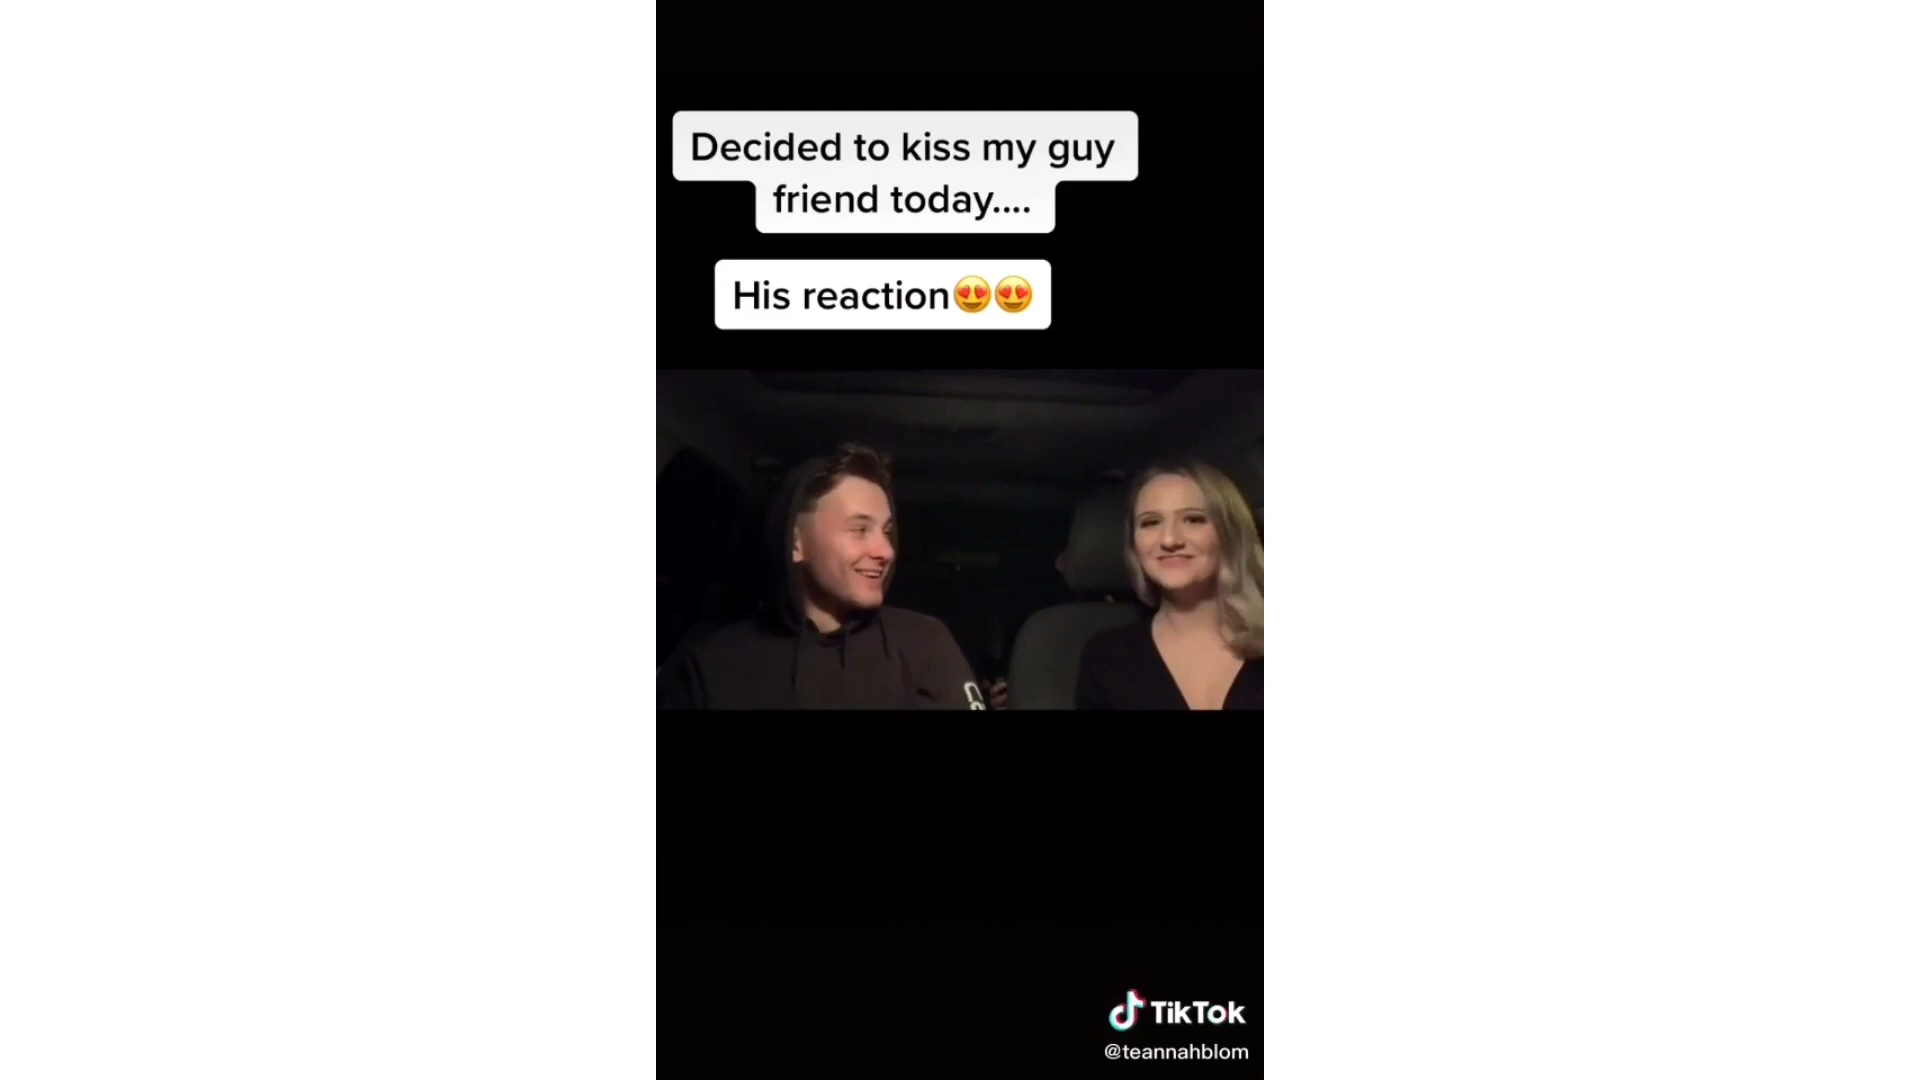 Decided to kiss my guy
friend today....
His reaction😍😍
TikTok
@teannahblom